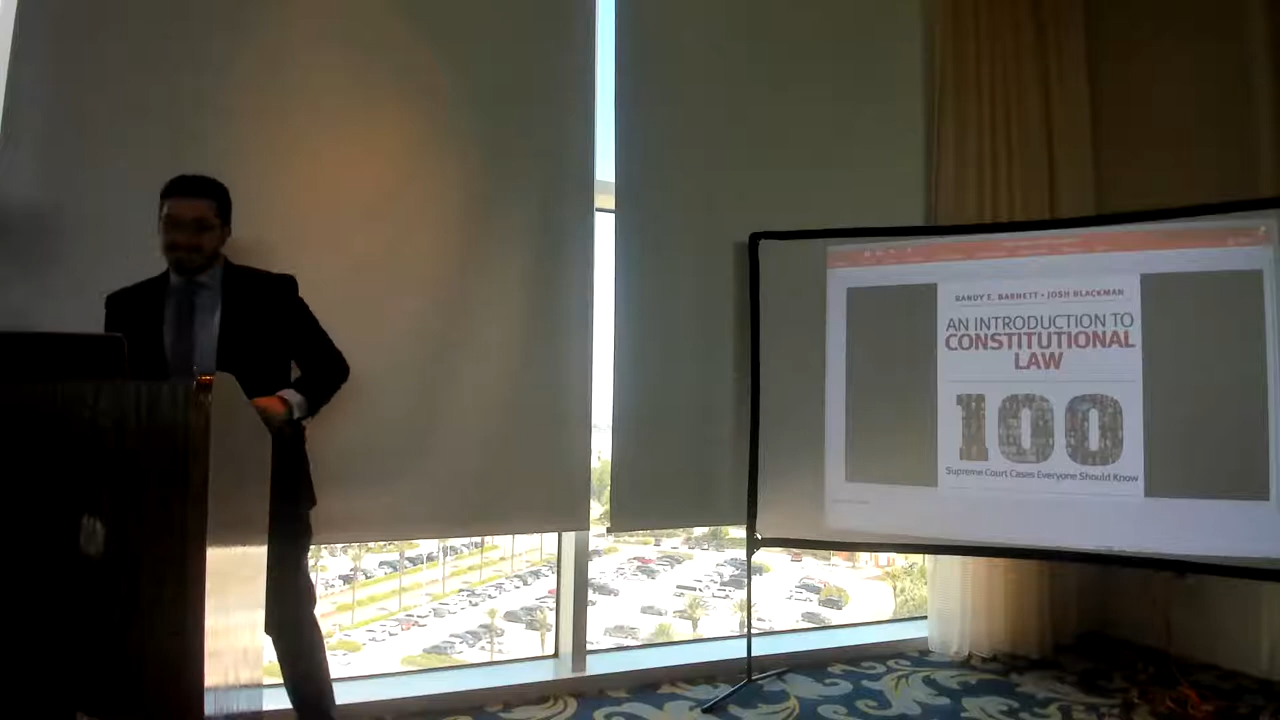 RANDY E. BARNETT • JOSH BLACKMAN
AN INTRODUCTION TO
CONSTITUTIONAL
LAW
100
Supreme Court Cases Everyone Should Know